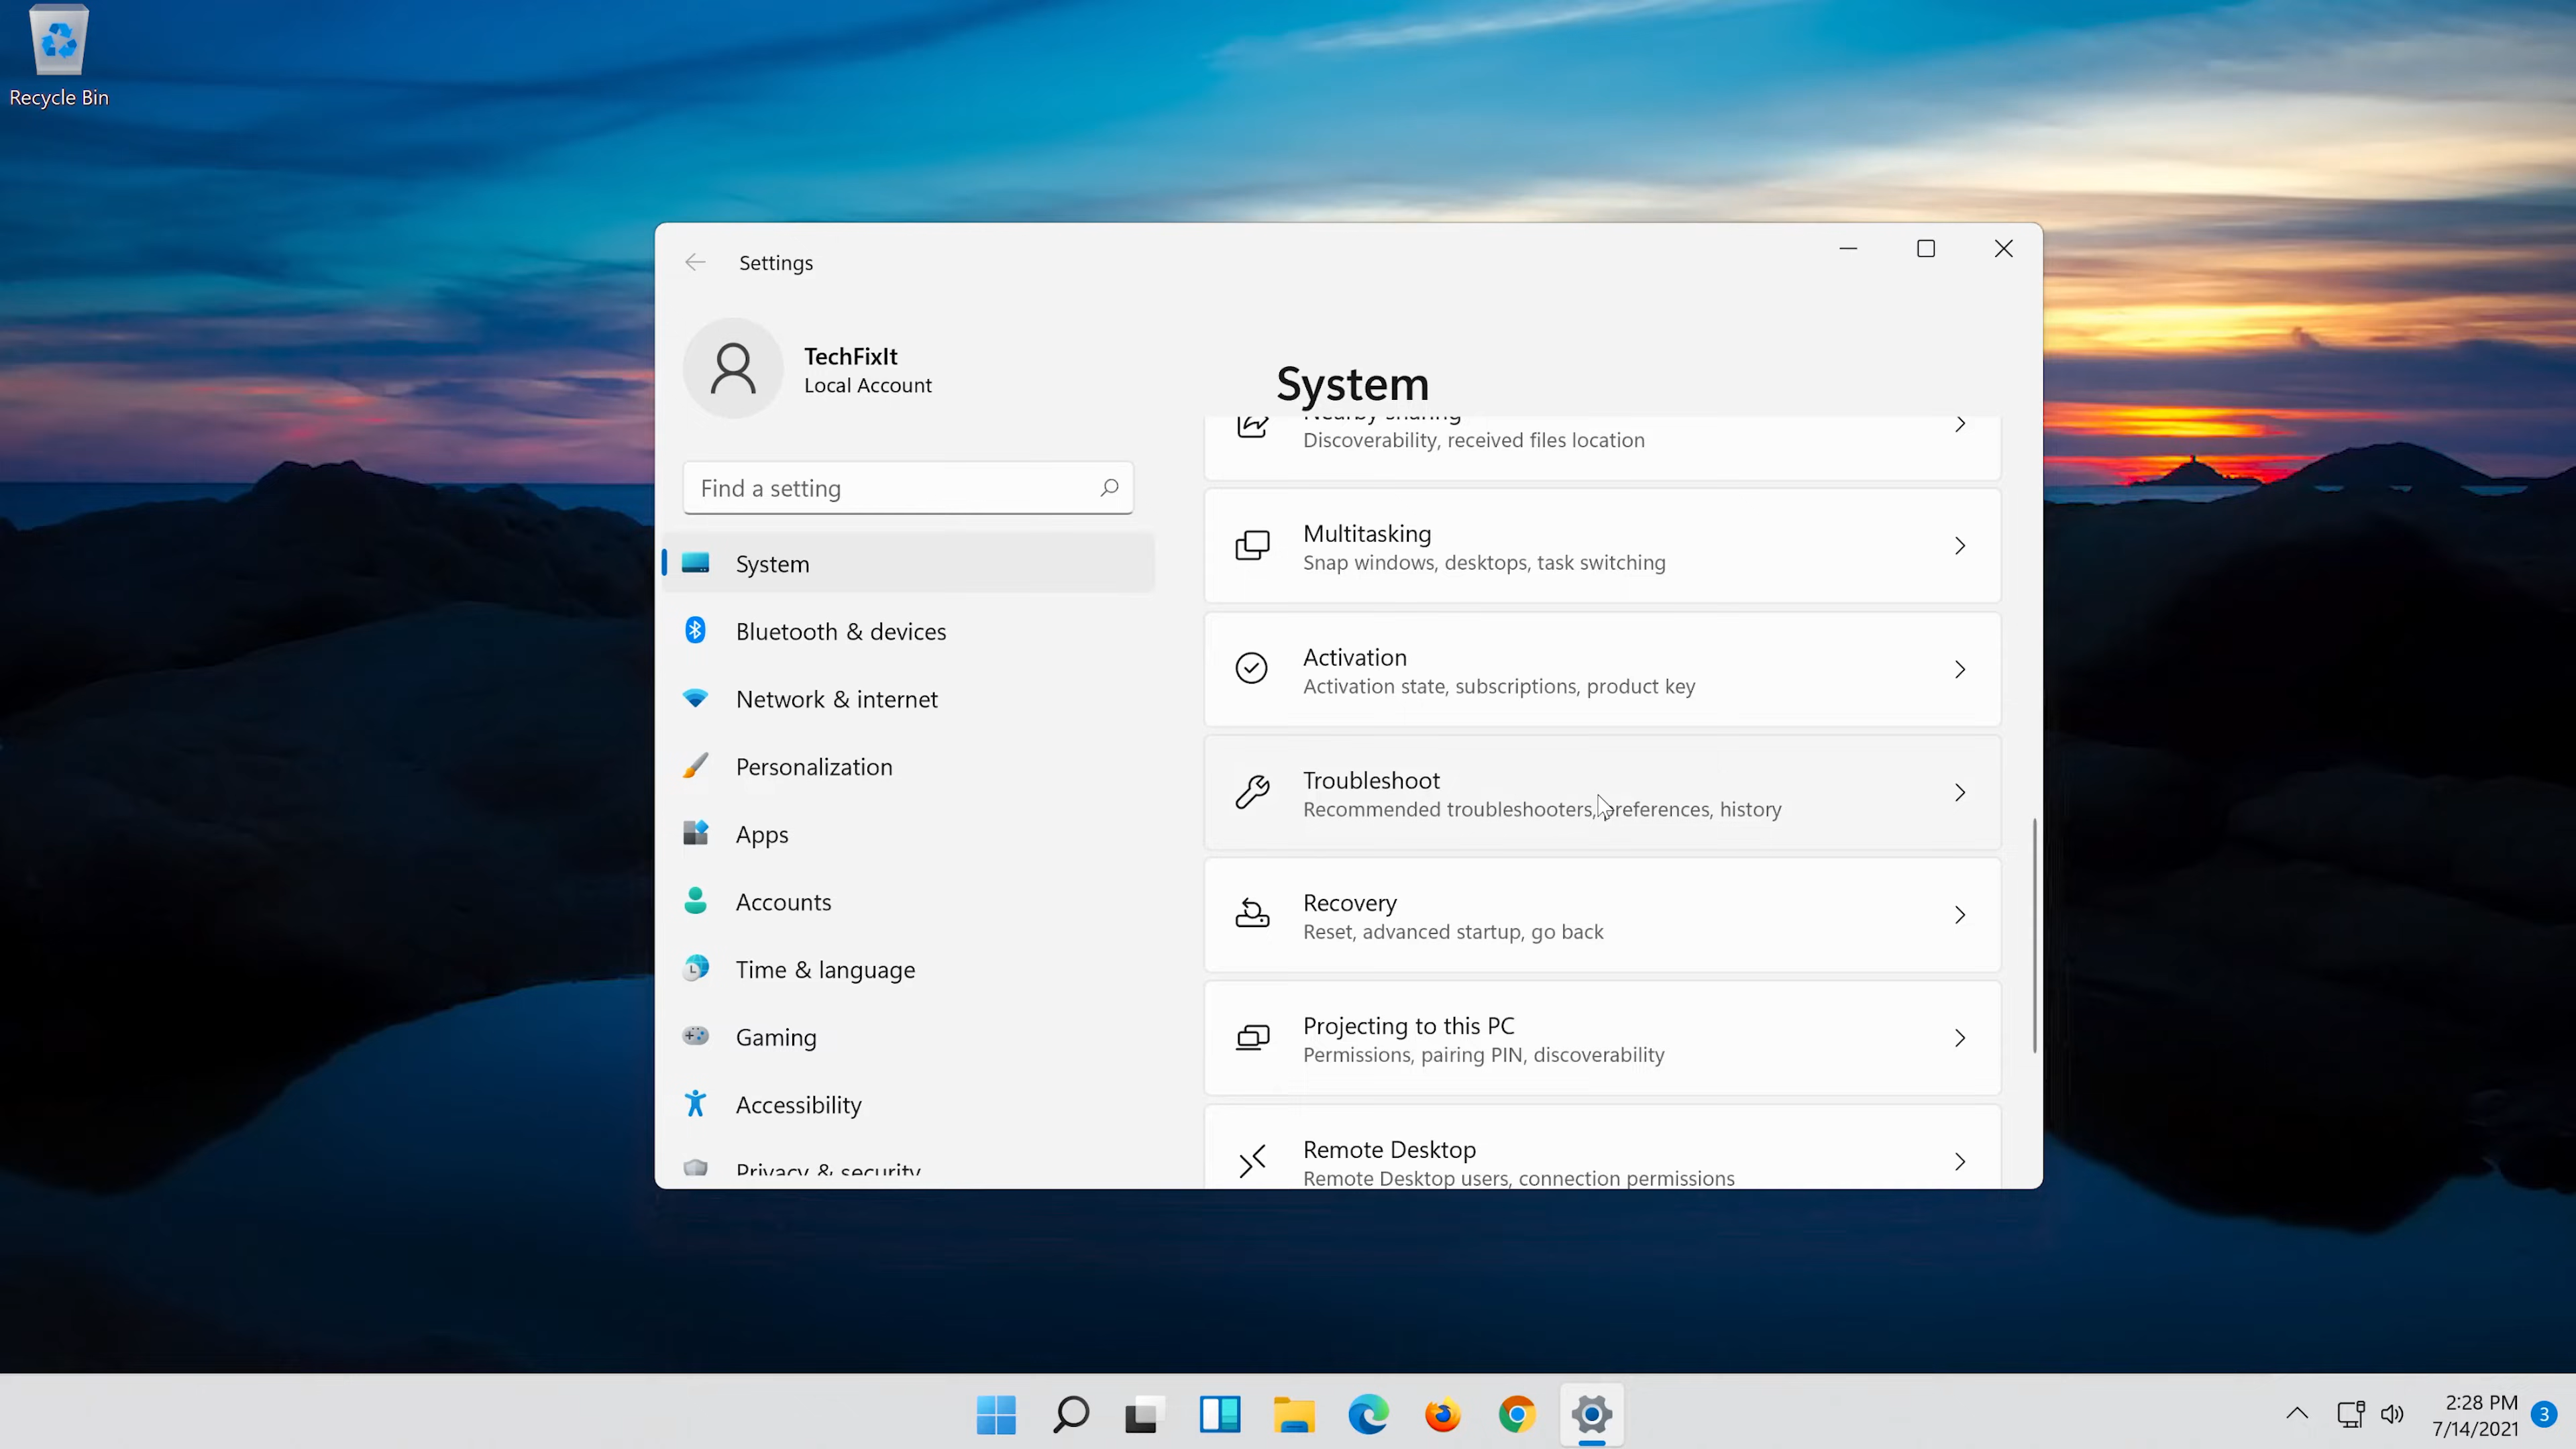 Recycle Bin
Settings
TechFixIt
Local Account
Find a setting
System
Bluetooth & devices
Network & internet
Personalization
Apps
Accounts
Time & language
Gaming
Accessibility
Privacy & security
System
Nearby sharing
Discoverability, received files location
Multitasking
Snap windows, desktops, task switching
Activation
Activation state, subscriptions, product key
Troubleshoot
Recommended troubleshooters, preferences, history
Recovery
Reset, advanced startup, go back
Projecting to this PC
Permissions, pairing PIN, discoverability
Remote Desktop
Remote Desktop users, connection permissions
2:28 PM
7/14/2021
3